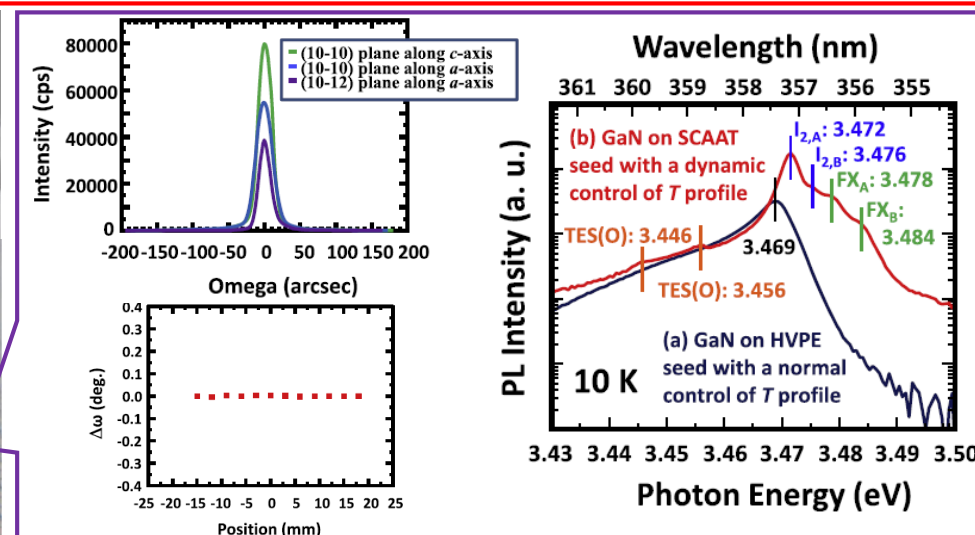 80000
60000
40000
20000
0
Intensity (cps)
(10-10) plane along c-axis
(10-10) plane along a-axis
(10-12) plane along a-axis
-200 -150 -100 -50 0 50 100 150 200
Omega (arcsec)
0.4
0.3
0.2
0.1
0.0
-0.1
-0.2
-0.3
-0.4
Δω (deg.)
-25 -20 -15 -10 -5 0 5 10 15 20 25
Position (mm)
Wavelength (nm)
361 360 359 358 357 356 355
PL Intensity (a. u.)
(b) GaN on SCAAT
seed with a dynamic
control of T profile
I2,A: 3.472
I2,B: 3.476
FXA: 3.478
FXB:
3.484
TES(O): 3.446
3.469
TES(O): 3.456
(a) GaN on HVPE
seed with a normal
control of T profile
10 K
3.43 3.44 3.45 3.46 3.47 3.48 3.49 3.50
Photon Energy (eV)